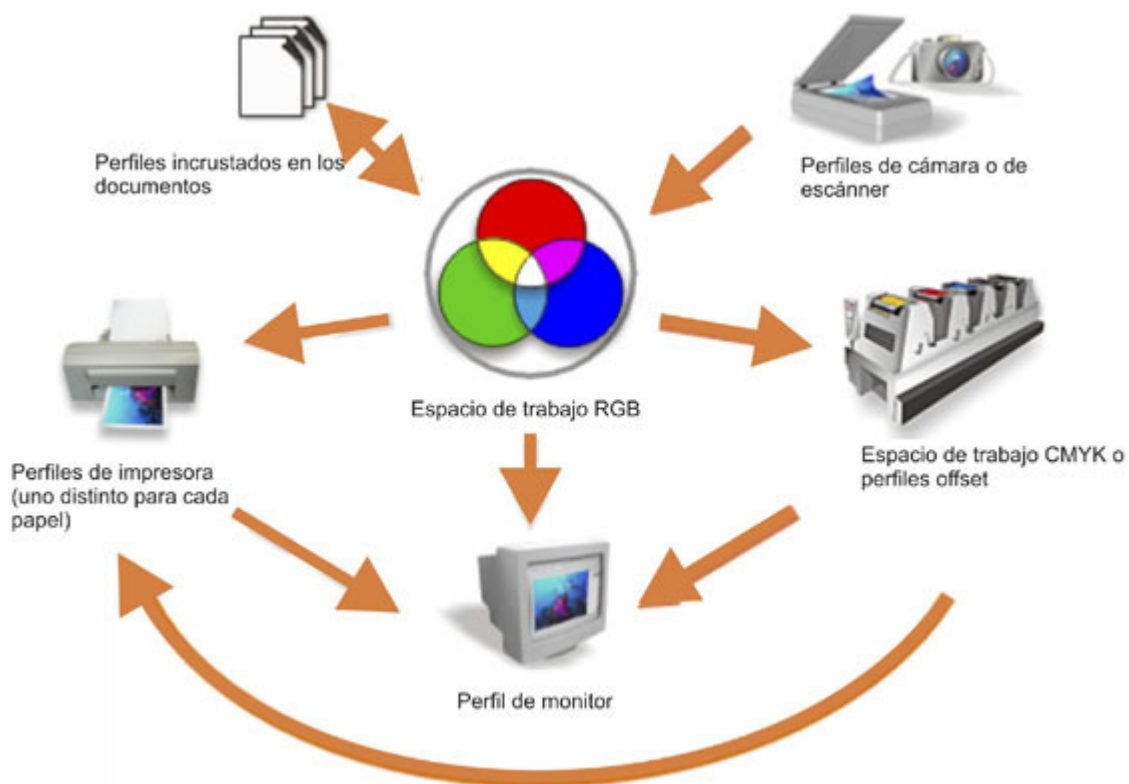 Perfiles incrustados en los
documentos
Perfiles de cámara o de
escánner
Espacio de trabajo RGB
Perfiles de impresora
(uno distinto para cada
papel)
Espacio de trabajo CMYK o
perfiles offset
Perfil de monitor